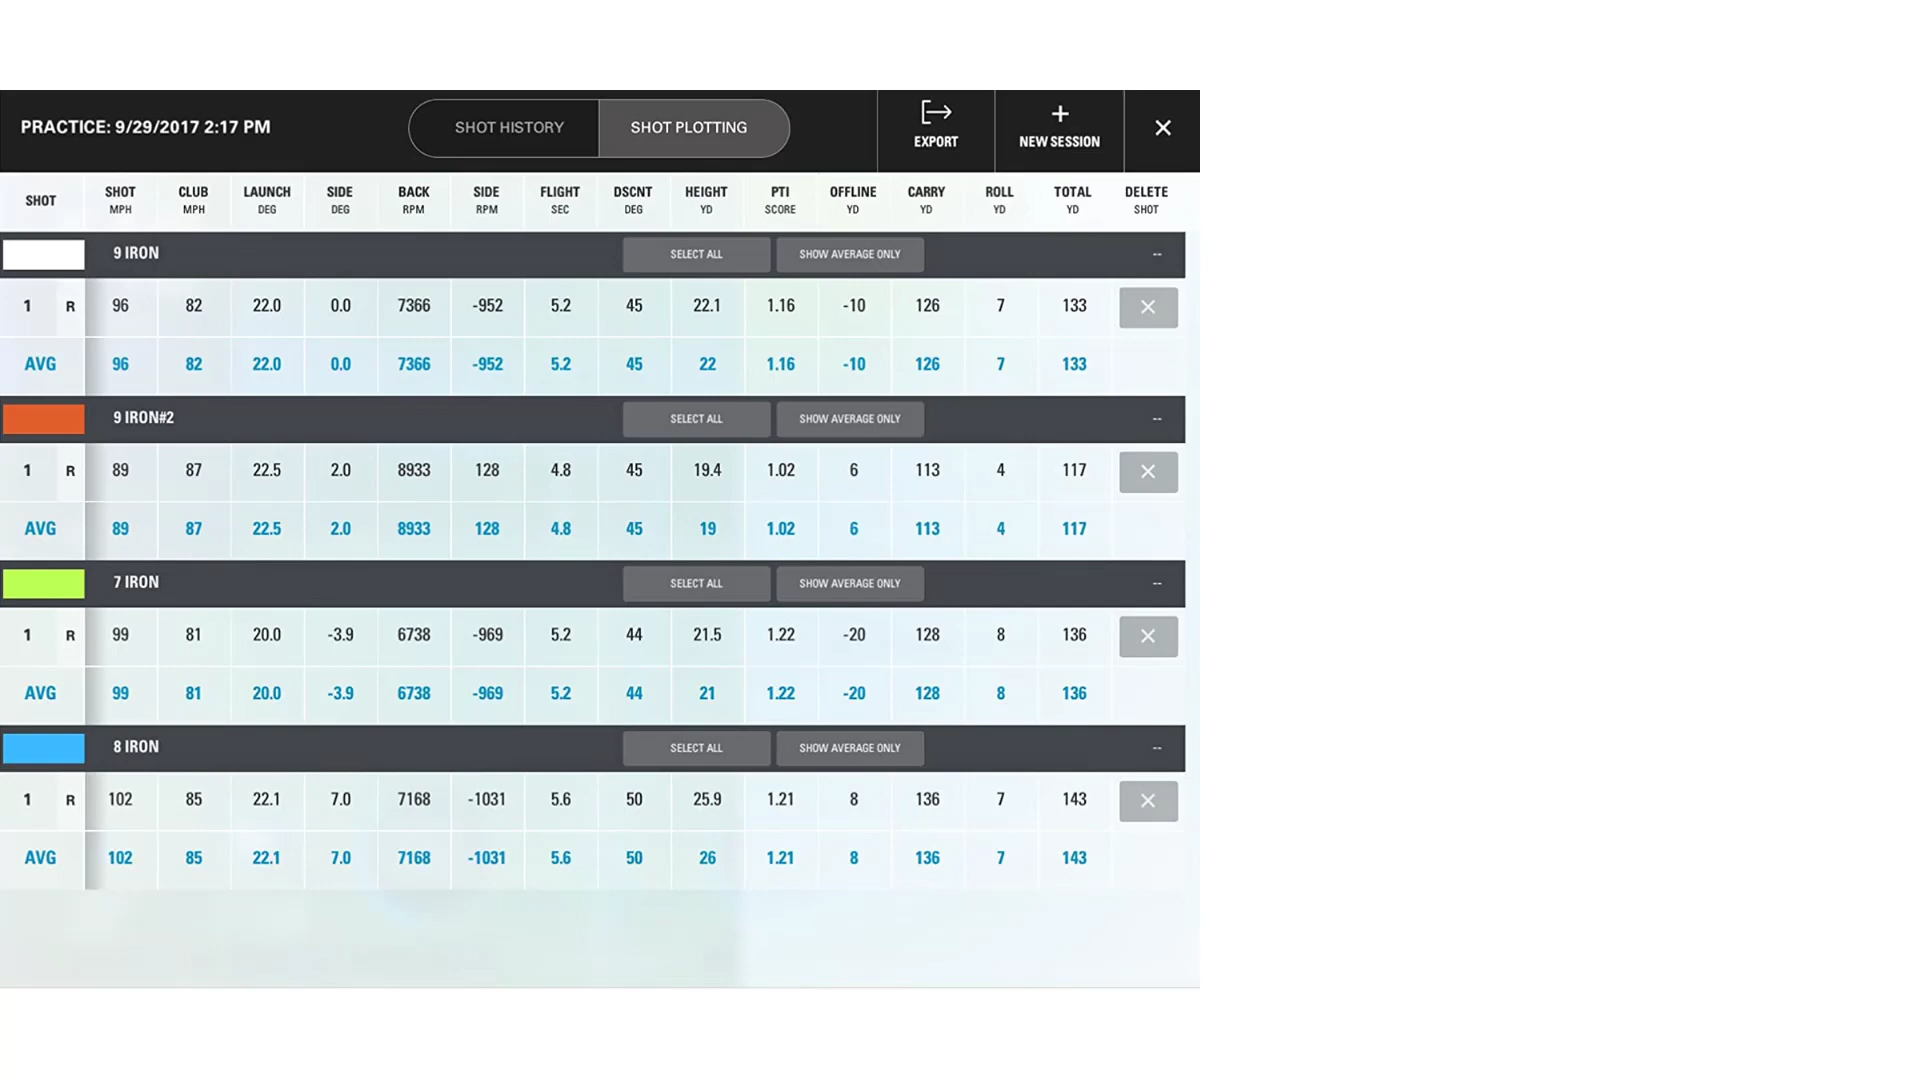 PRACTICE: 9/29/2017 2:17 PM SHOT HISTORY SHOT PLOTTING EXPORT + NEW SESSION ×
SHOT SHOT MPH CLUB MPH LAUNCH DEG SIDE DEG BACK RPM SIDE RPM FLIGHT SEC DSCNT DEG HEIGHT YD PTI SCORE OFFLINE YD CARRY YD ROLL YD TOTAL YD DELETE SHOT
9 IRON SELECT ALL SHOW AVERAGE ONLY --
1 R 96 82 22.0 0.0 7366 -952 5.2 45 22.1 1.16 -10 126 7 133 ×
AVG 96 82 22.0 0.0 7366 -952 5.2 45 22 1.16 -10 126 7 133
9 IRON#2 SELECT ALL SHOW AVERAGE ONLY --
1 R 89 87 22.5 2.0 8933 128 4.8 45 19.4 1.02 6 113 4 117 ×
AVG 89 87 22.5 2.0 8933 128 4.8 45 19 1.02 6 113 4 117
7 IRON SELECT ALL SHOW AVERAGE ONLY --
1 R 99 81 20.0 -3.9 6738 -969 5.2 44 21.5 1.22 -20 128 8 136 ×
AVG 99 81 20.0 -3.9 6738 -969 5.2 44 21 1.22 -20 128 8 136
8 IRON SELECT ALL SHOW AVERAGE ONLY --
1 R 102 85 22.1 7.0 7168 -1031 5.6 50 25.9 1.21 8 136 7 143 ×
AVG 102 85 22.1 7.0 7168 -1031 5.6 50 26 1.21 8 136 7 143